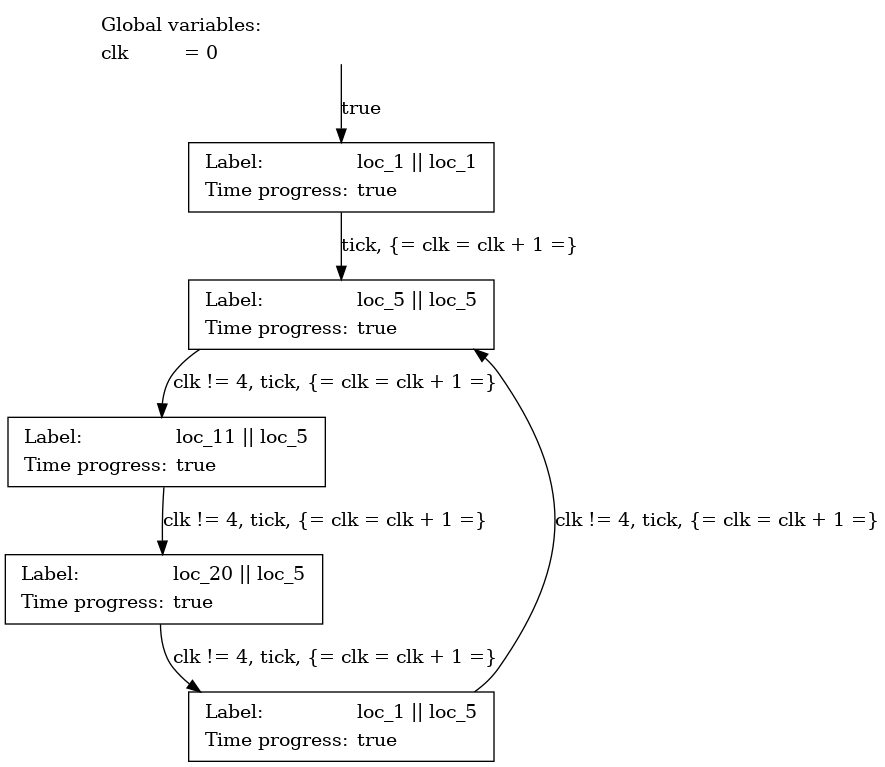 Global variables:
clk = 0
true
Label: loc_1 || loc_1
Time progress: true
tick, {= clk = clk + 1 =}
Label: loc_5 || loc_5
Time progress: true
clk != 4, tick, {= clk = clk + 1 =}
Label: loc_11 || loc_5
Time progress: true
clk != 4, tick, {= clk = clk + 1 =}
clk != 4, tick, {= clk = clk + 1 =}
Label: loc_20 || loc_5
Time progress: true
clk != 4, tick, {= clk = clk + 1 =}
Label: loc_1 || loc_5
Time progress: true